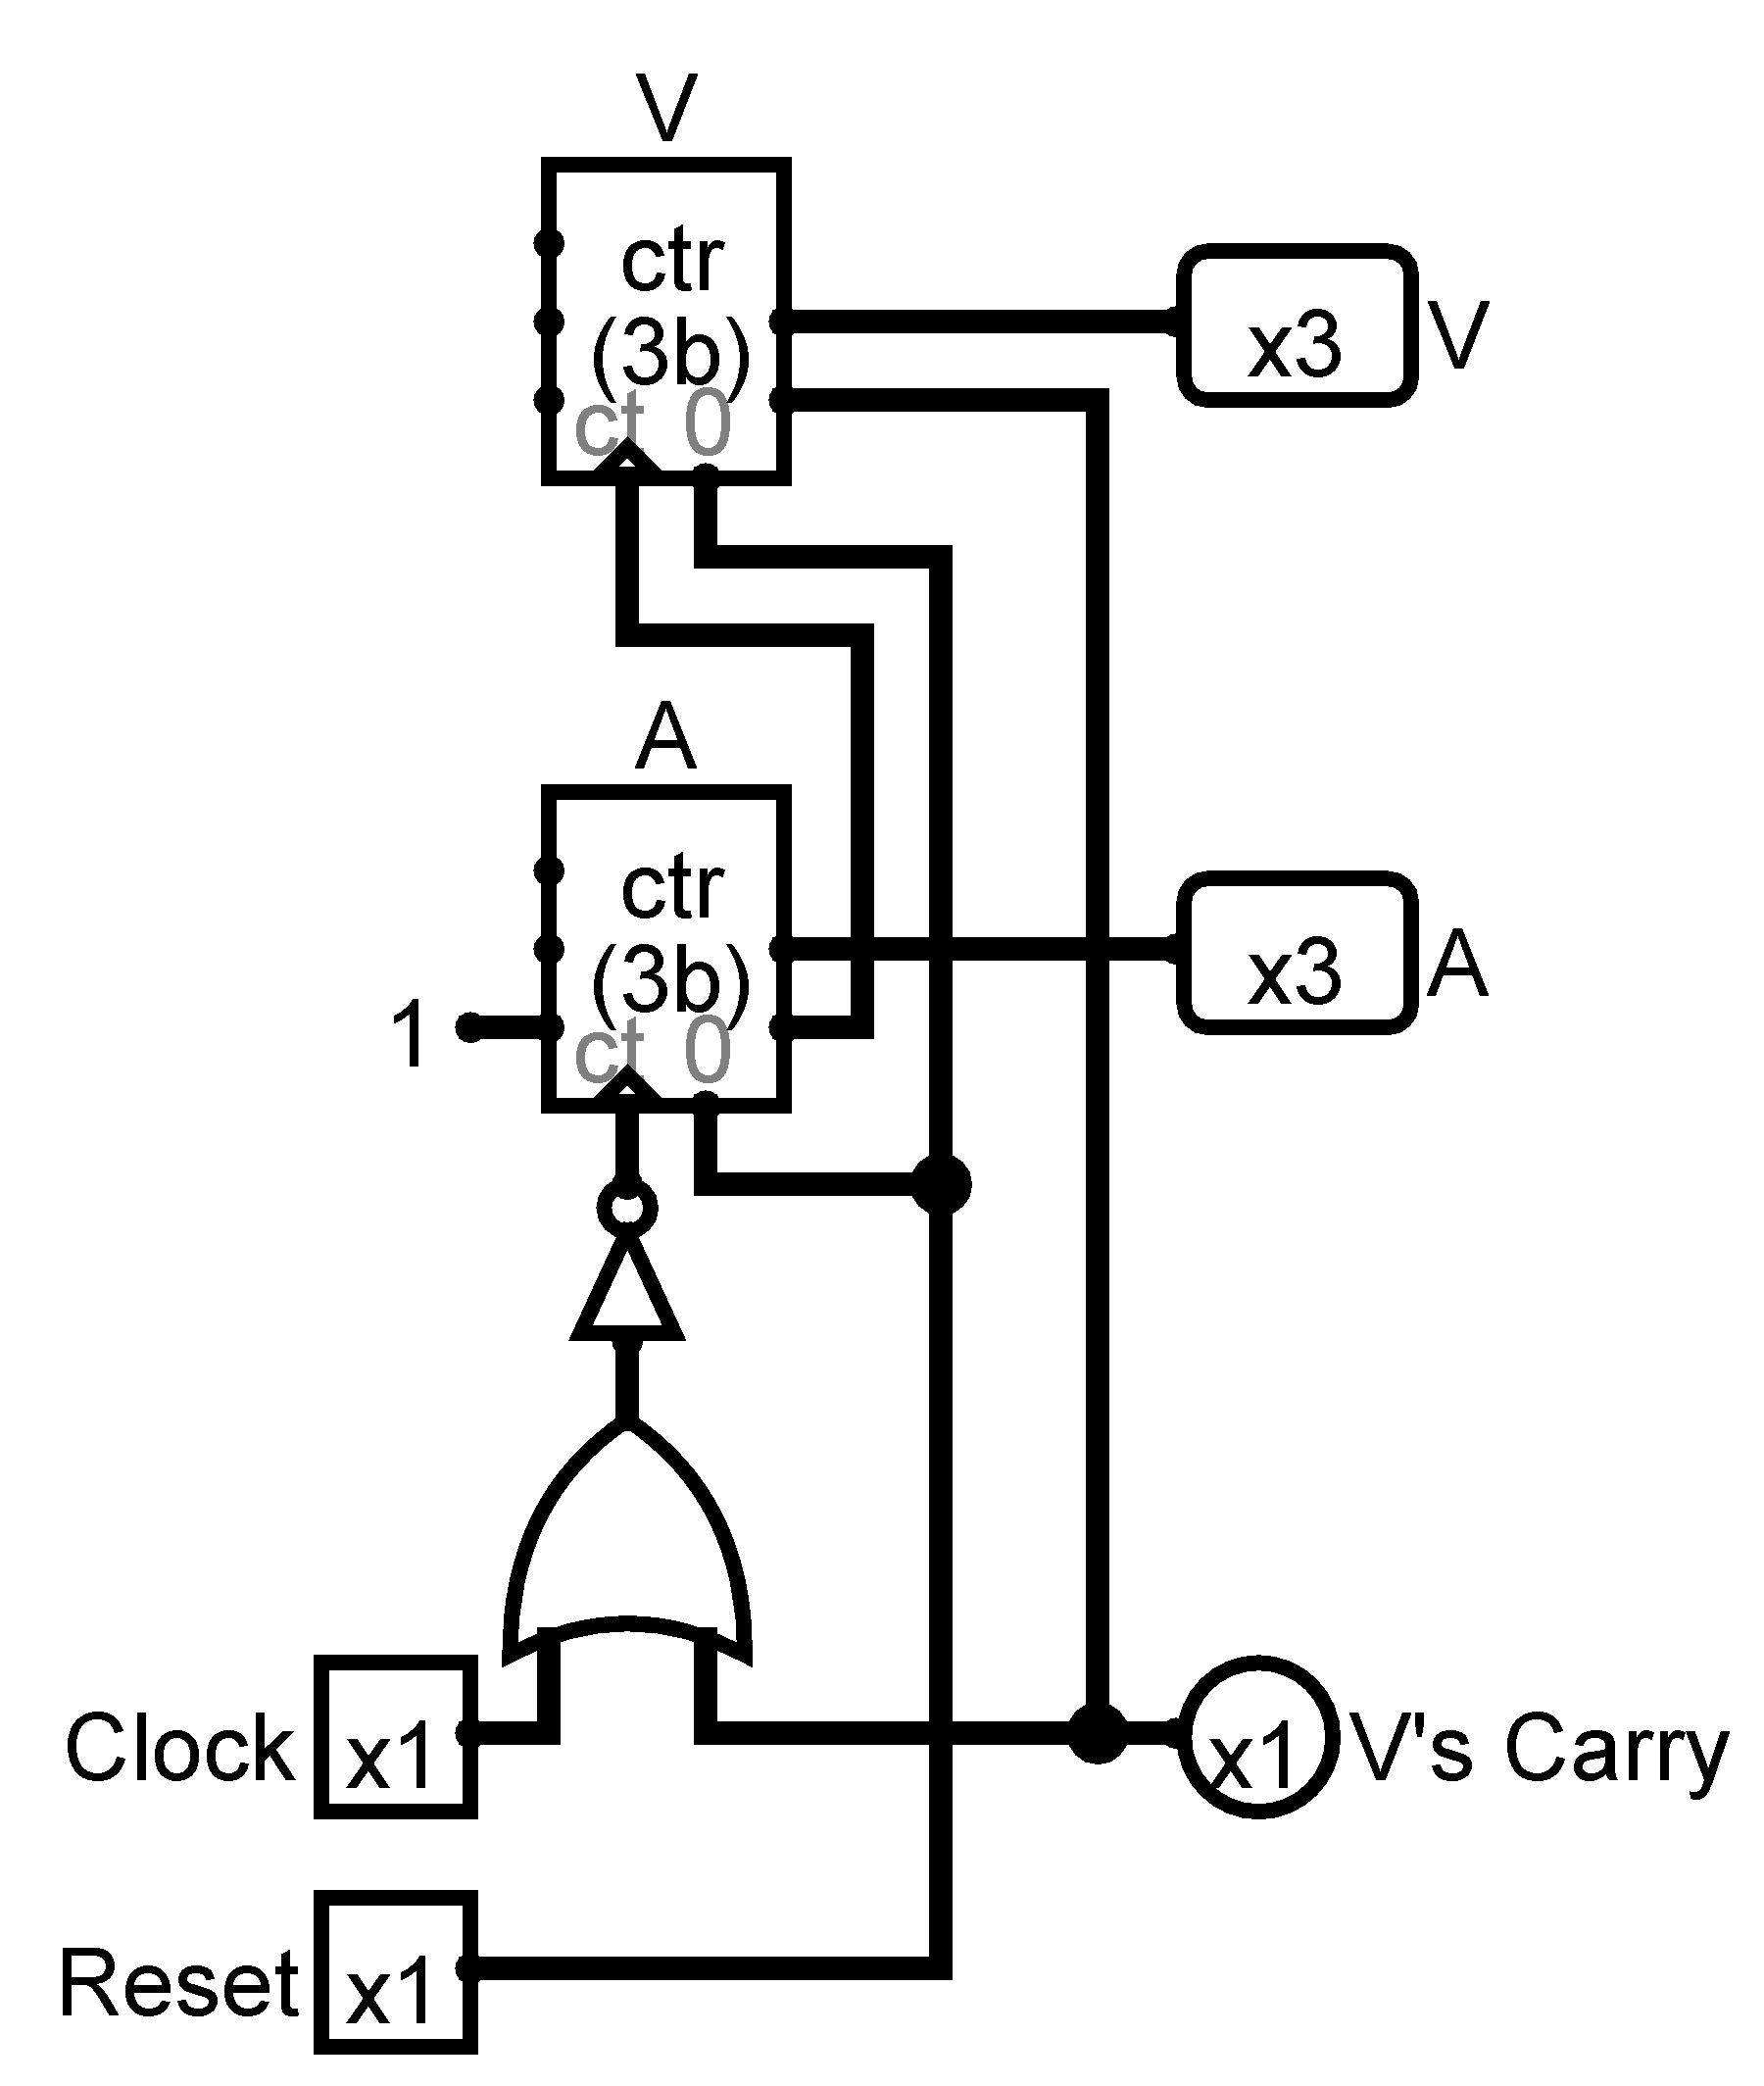 V
ctr
(3b)
ct 0
x3 V
A
ctr
(3b)
ct 0
x3 A
1
Clock x1
x1 V's Carry
Reset x1